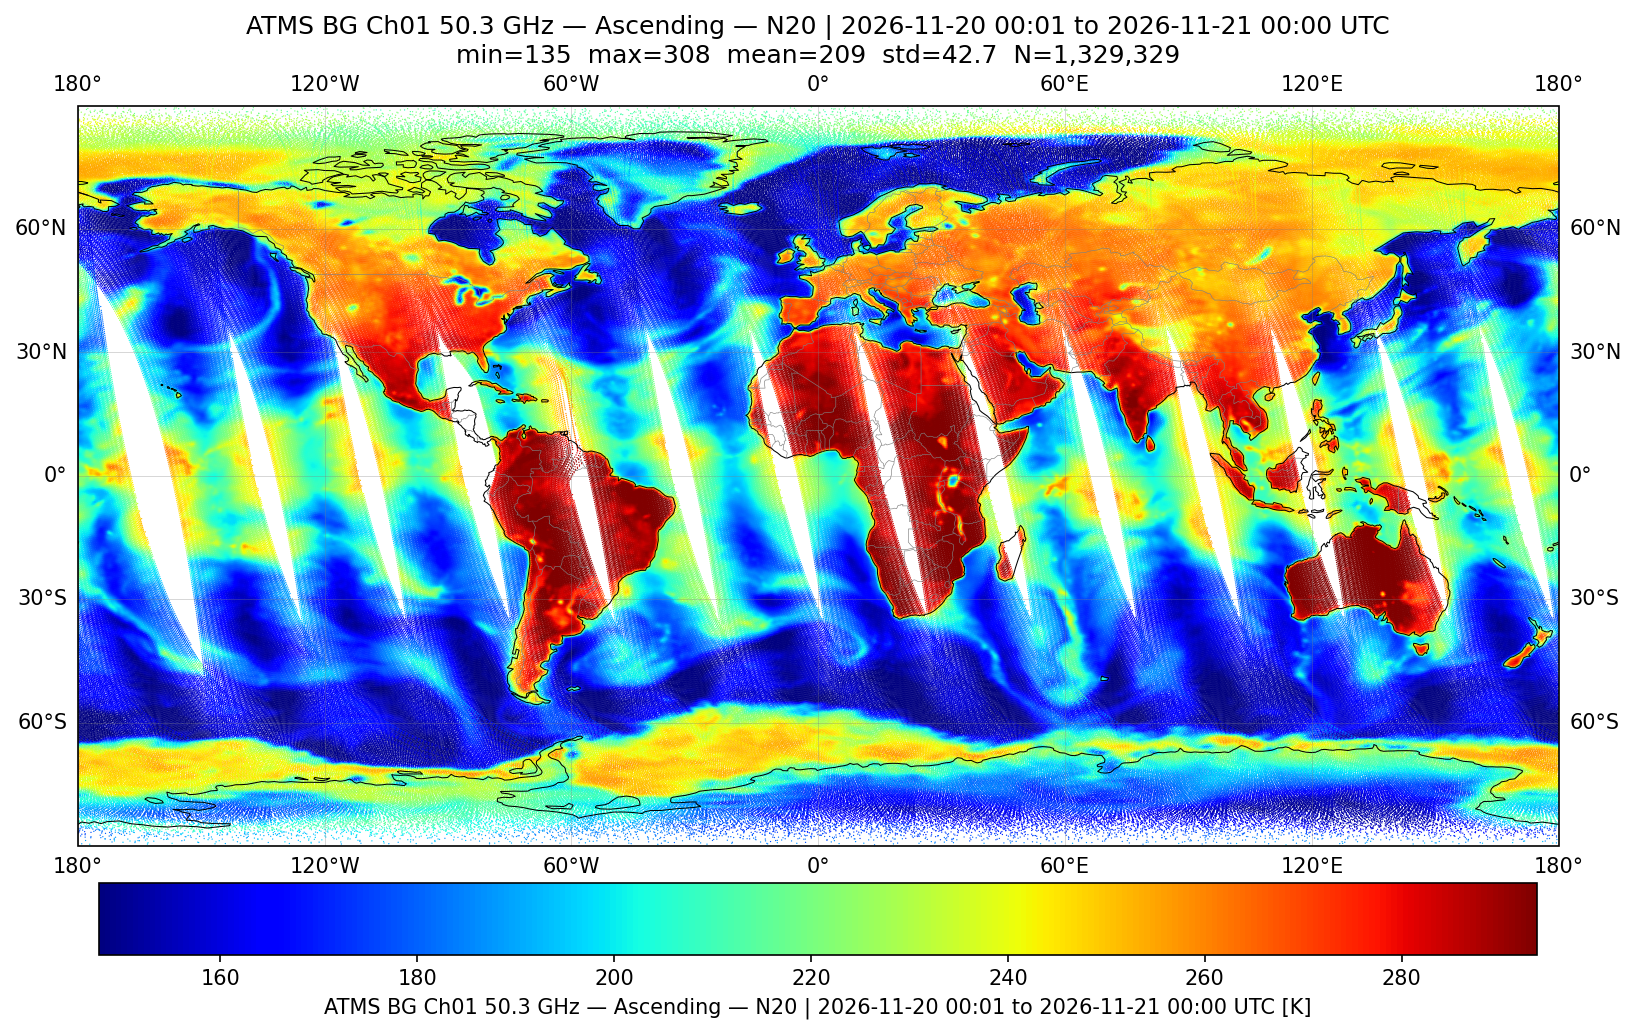 ATMS BG Ch01 50.3 GHz — Ascending — N20 | 2026-11-20 00:01 to 2026-11-21 00:00 UTC
min=135  max=308  mean=209  std=42.7  N=1,329,329
180° 120°W 60°W 0° 60°E 120°E 180°
60°N 60°N
30°N 30°N
0° 0°
30°S 30°S
60°S 60°S
180° 120°W 60°W 0° 60°E 120°E 180°
160 180 200 220 240 260 280
ATMS BG Ch01 50.3 GHz — Ascending — N20 | 2026-11-20 00:01 to 2026-11-21 00:00 UTC [K]